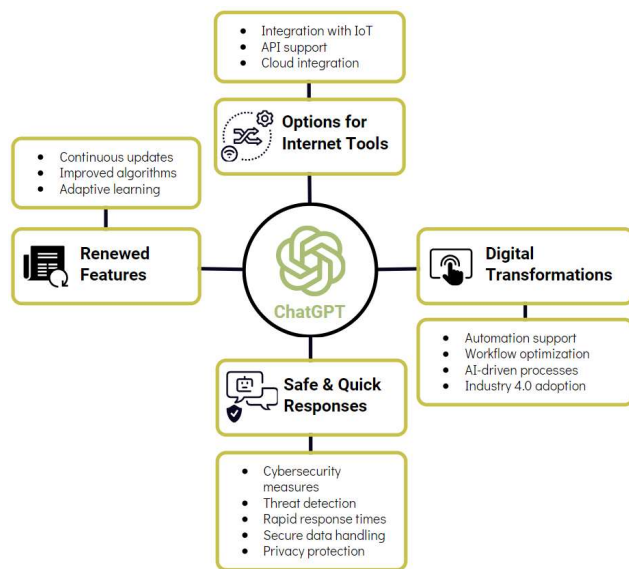 Integration with IoT
API support
Cloud integration
Options for
Internet Tools
Continuous updates
Improved algorithms
Adaptive learning
Renewed
Features
ChatGPT
Digital
Transformations
Automation support
Workflow optimization
AI-driven processes
Industry 4.0 adoption
Safe & Quick
Responses
Cybersecurity
measures
Threat detection
Rapid response times
Secure data handling
Privacy protection